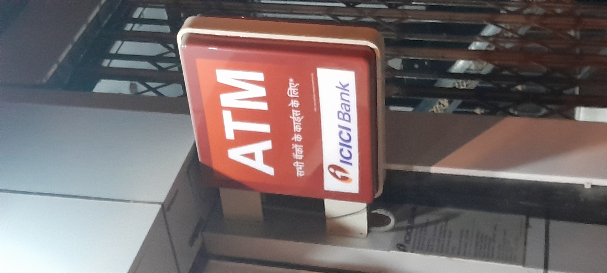 ATM
सभी बैंकों के कार्ड्स के लिए*
ICICI Bank